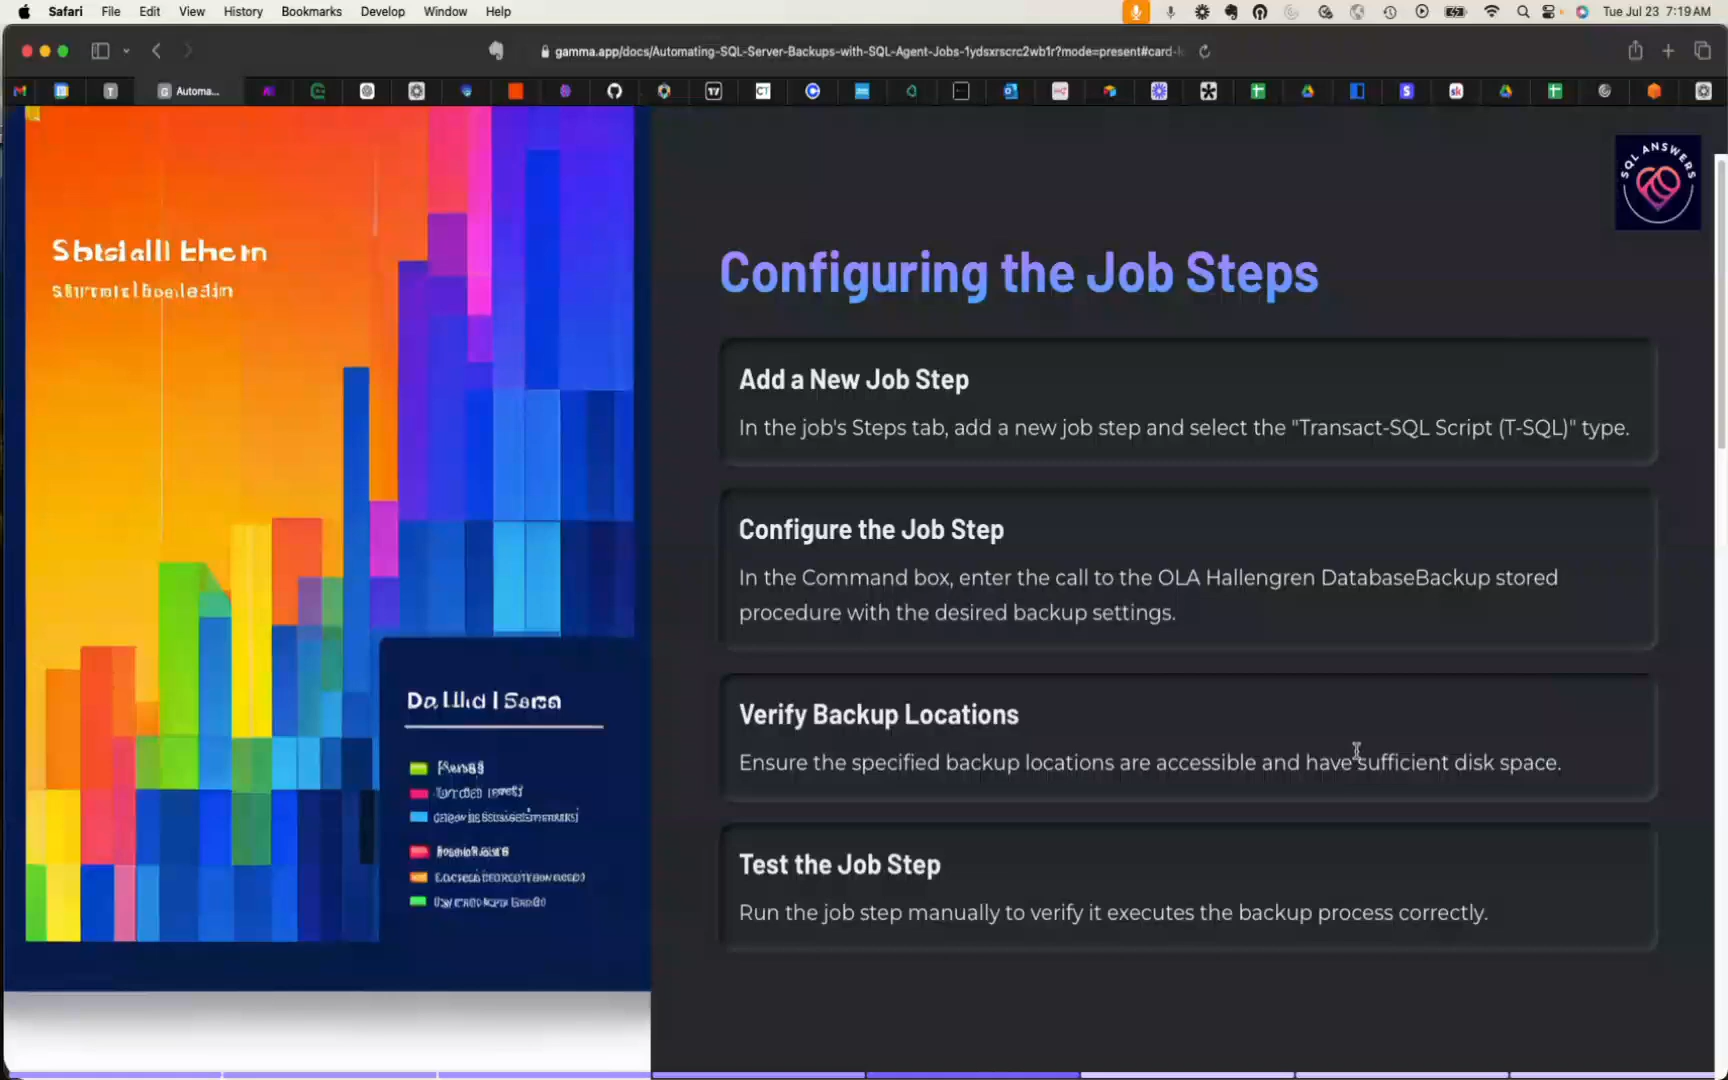 Safari File Edit View History Bookmarks Develop Window Help Tue Jul 23 7:19 AM
gamma.app/docs/Automating-SQL-Server-Backups-with-SQL-Agent-Jobs-1ydsxrscrc2wb1r?mode=present#card-
Automa...
SQL ANSWERS
Configuring the Job Steps
Add a New Job Step
In the job's Steps tab, add a new job step and select the "Transact-SQL Script (T-SQL)" type.
Configure the Job Step
In the Command box, enter the call to the OLA Hallengren DatabaseBackup stored
procedure with the desired backup settings.
Verify Backup Locations
Ensure the specified backup locations are accessible and have sufficient disk space.
Test the Job Step
Run the job step manually to verify it executes the backup process correctly.